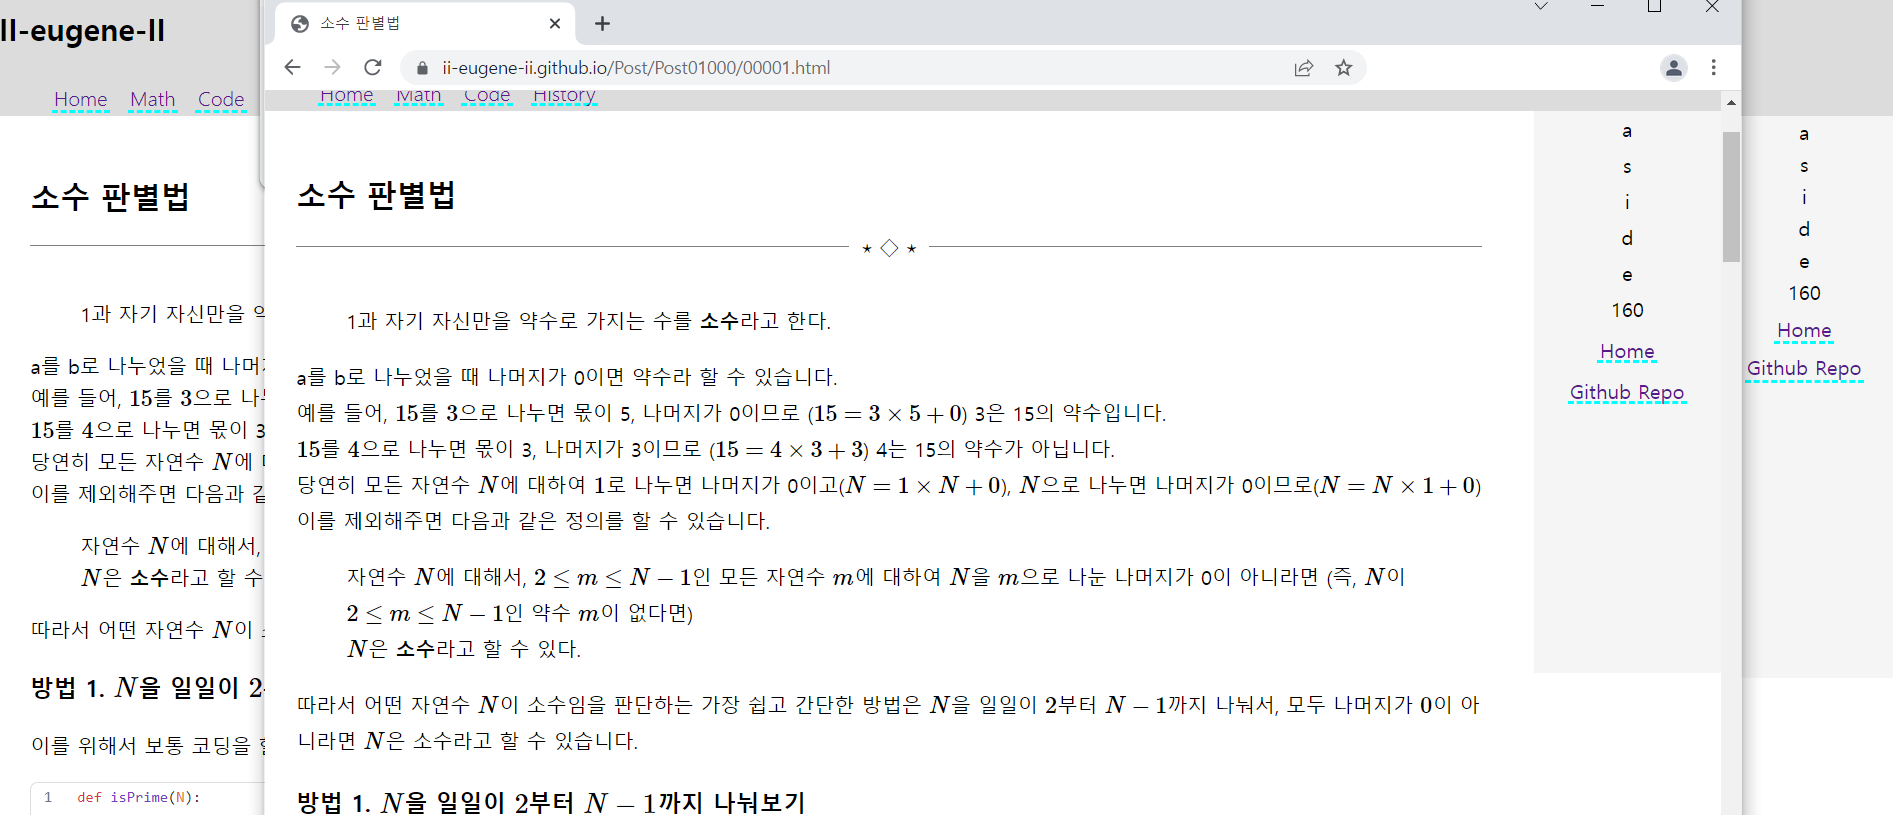 II-eugene-II
Home Math Code
소수 판별법
1과 자기 자신만을
a를 b로 나누었을 때
예를 들어, 15를 3으로
15를 4으로 나누면 몫이 3
당연히 모든 자연수 N에
이를 제외해주면 다음과
자연수 N에 대해서,
N은 소수라고 할 수
따라서 어떤 자연수 N이
방법 1. N을 일일이 2
이를 위해서 보통 코딩을
1 def isPrime(N):
소수 판별법
ii-eugene-ii.github.io/Post/Post01000/00001.html
Home Math Code History
소수 판별법
1과 자기 자신만을 약수로 가지는 수를 소수라고 한다.
a를 b로 나누었을 때 나머지가 0이면 약수라 할 수 있습니다.
예를 들어, 15를 3으로 나누면 몫이 5, 나머지가 0이므로 (15 = 3 × 5 + 0) 3은 15의 약수입니다.
15를 4으로 나누면 몫이 3, 나머지가 3이므로 (15 = 4 × 3 + 3) 4는 15의 약수가 아닙니다.
당연히 모든 자연수 N에 대하여 1로 나누면 나머지가 0이고(N = 1 × N + 0), N으로 나누면 나머지가 0이므로(N = N × 1 + 0)
이를 제외해주면 다음과 같은 정의를 할 수 있습니다.
자연수 N에 대해서, 2 ≤ m ≤ N − 1인 모든 자연수 m에 대하여 N을 m으로 나눈 나머지가 0이 아니라면 (즉, N이
2 ≤ m ≤ N − 1인 약수 m이 없다면)
N은 소수라고 할 수 있다.
따라서 어떤 자연수 N이 소수임을 판단하는 가장 쉽고 간단한 방법은 N을 일일이 2부터 N − 1까지 나눠서, 모두 나머지가 0이 아
니라면 N은 소수라고 할 수 있습니다.
방법 1. N을 일일이 2부터 N − 1까지 나눠보기
a
s
i
d
e
160
Home
Github Repo
a
s
i
d
e
160
Home
Github Repo